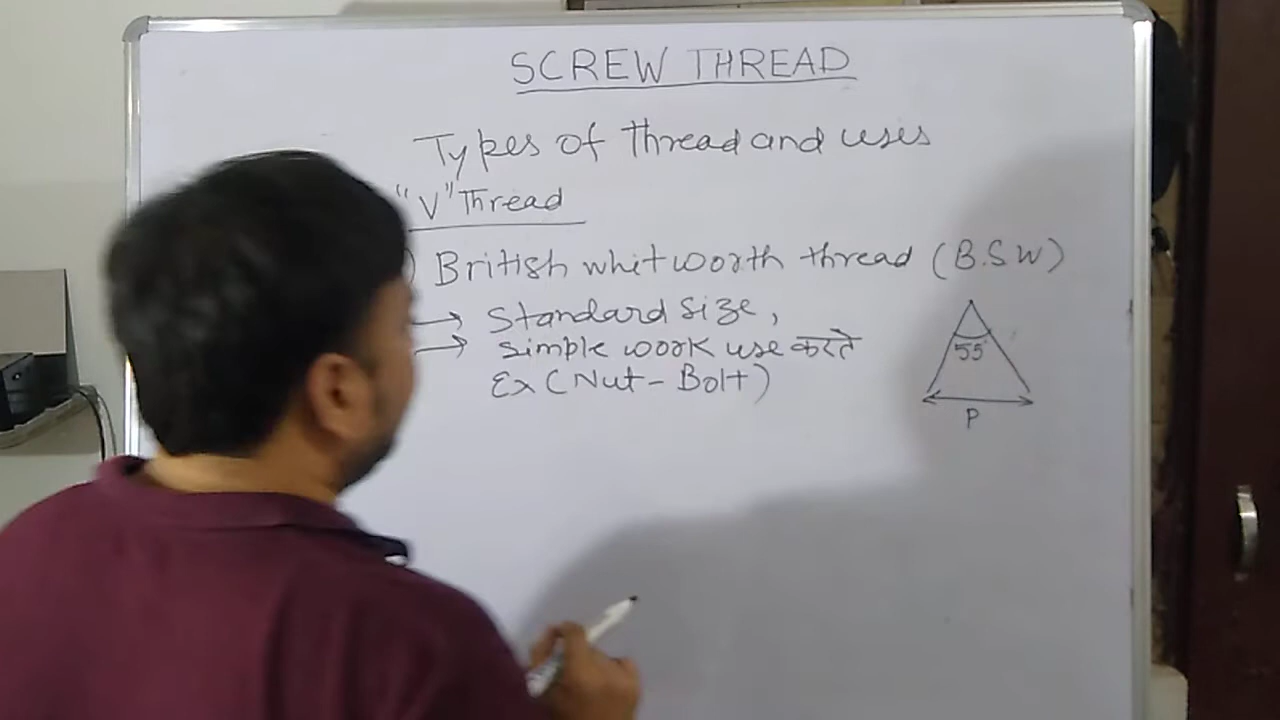 SCREW THREAD
Types of thread and uses
"V" Thread
) British whitworth thread (B.S.W)
→ Standard size,
→ simple work use करते
Ex (Nut - Bolt)
55°
P